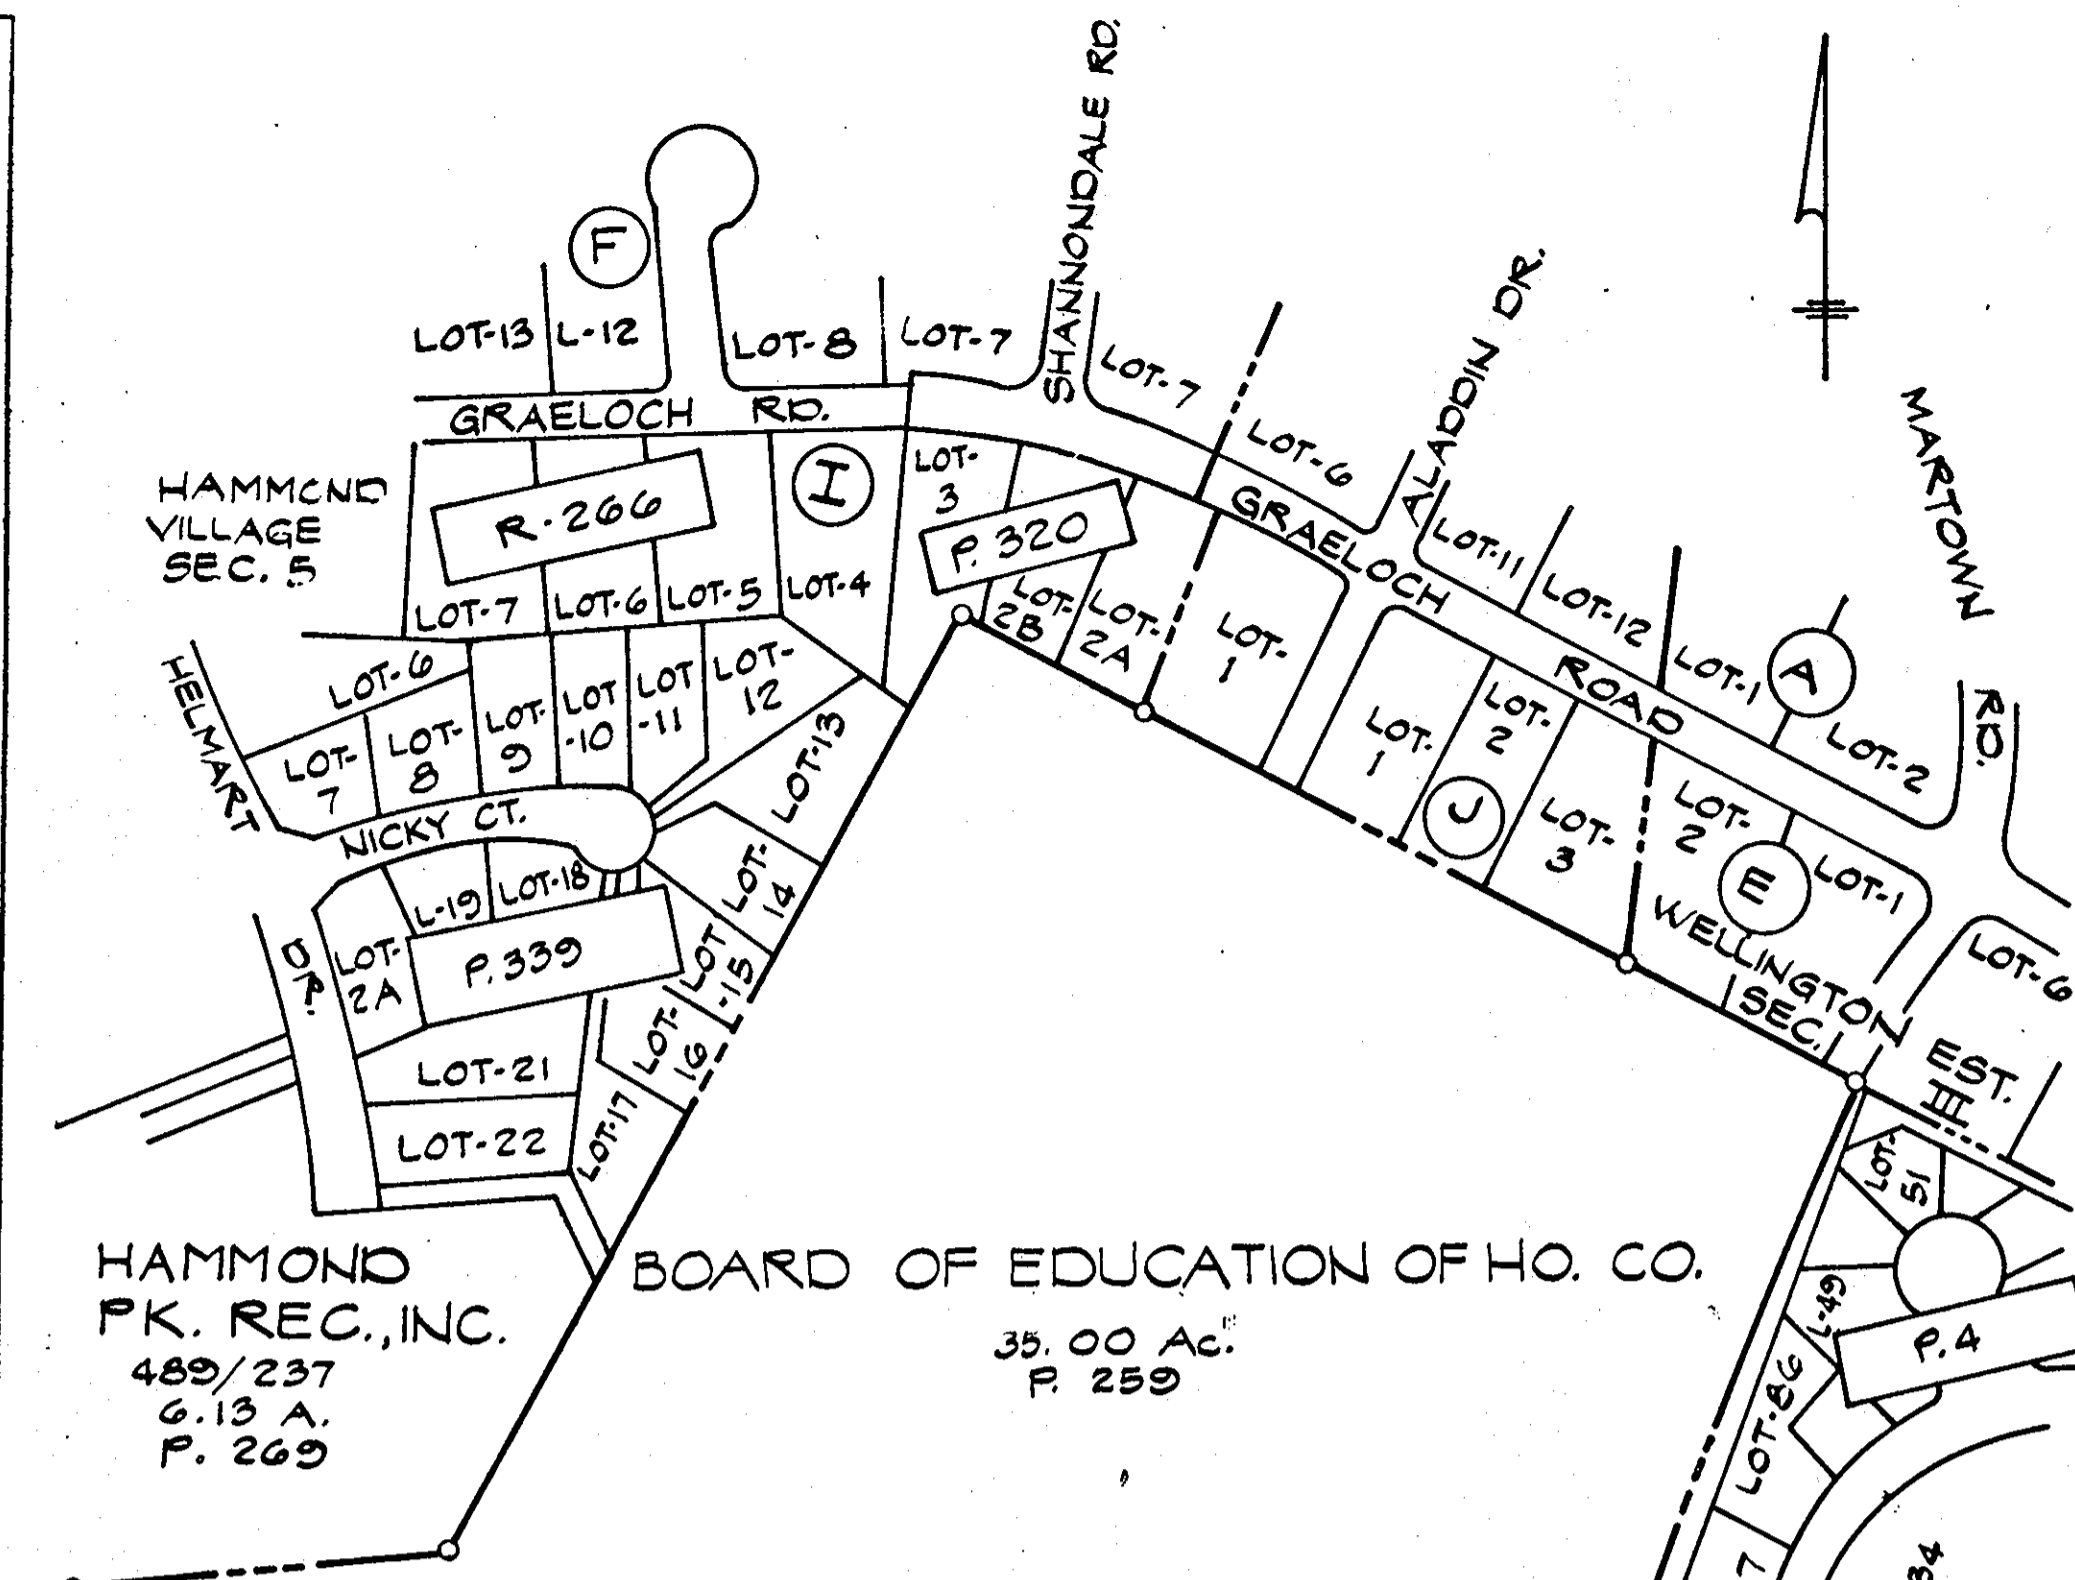 SHANNONDALE RD.
F
LOT-13
L-12
LOT-8
LOT-7
LOT-7
LOT-6
ALADDIN DR.
MARTOWN
RD.
GRAELOCH RD.
HAMMOND
VILLAGE
SEC. 5
R-266
I
LOT-
3
P. 320
GRAELOCH
ROAD
LOT-11
LOT-12
LOT-1
A
LOT-2
LOT-7
LOT-6
LOT-5
LOT-4
LOT-
2B
LOT-
2A
LOT-
1
LOT-
1
LOT-
2
J
LOT-
3
LOT-
2
E
LOT-1
LOT-6
WELLINGTON
EST.
SEC.
III
HELMART
DR.
LOT-6
LOT-
7
LOT-
8
LOT-
9
LOT
-10
LOT
-11
LOT-
12
LOT-13
NICKY CT.
L-19
LOT-18
LOT-
14
LOT-
2A
P. 339
LOT
-15
LOT-
16
LOT-21
LOT-17
LOT-22
HAMMOND
PK. REC., INC.
489/237
6.13 A.
P. 269
BOARD OF EDUCATION OF HO. CO.
35.00 Ac.
P. 259
LOT-
51
L-49
P. 4
LOT-86
7
34